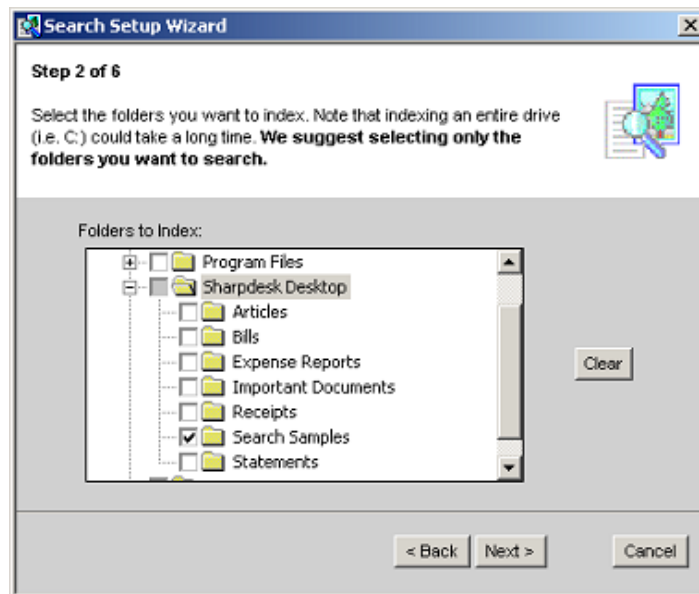 Search Setup Wizard
Step 2 of 6
Select the folders you want to index. Note that indexing an entire drive
(i.e. C:) could take a long time. We suggest selecting only the
folders you want to search.
Folders to Index:
Program Files
Sharpdesk Desktop
Articles
Bills
Expense Reports
Important Documents
Receipts
Search Samples
Statements
Clear
< Back Next > Cancel